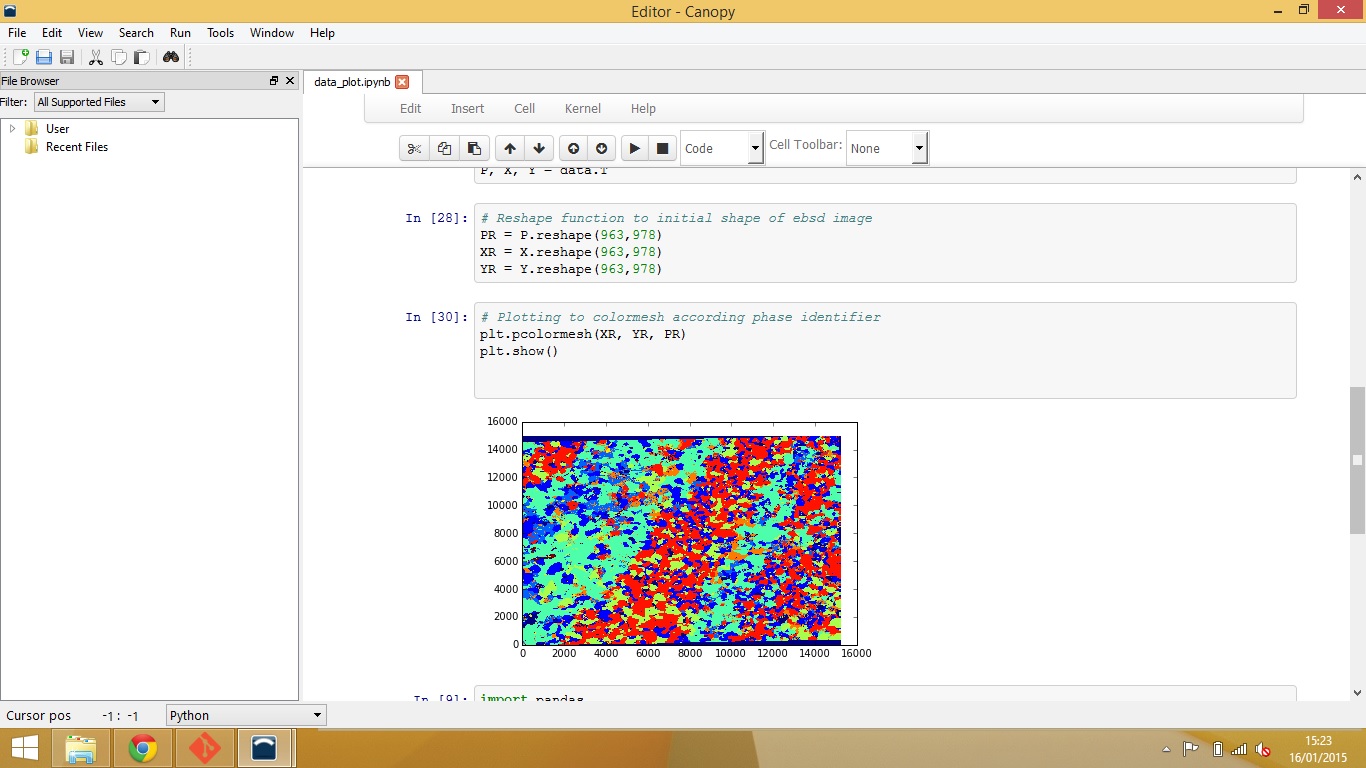 Editor - Canopy
File Edit View Search Run Tools Window Help
File Browser
Filter: All Supported Files
User
Recent Files
data_plot.ipynb
Edit Insert Cell Kernel Help
Code Cell Toolbar: None
P, X, Y = data.T
In [28]: # Reshape function to initial shape of ebsd image
PR = P.reshape(963,978)
XR = X.reshape(963,978)
YR = Y.reshape(963,978)
In [30]: # Plotting to colormesh according phase identifier
plt.pcolormesh(XR, YR, PR)
plt.show()
16000
14000
12000
10000
8000
6000
4000
2000
0
0 2000 4000 6000 8000 10000 12000 14000 16000
In [9]: import pandas
Cursor pos -1 : -1 Python
15:23
16/01/2015